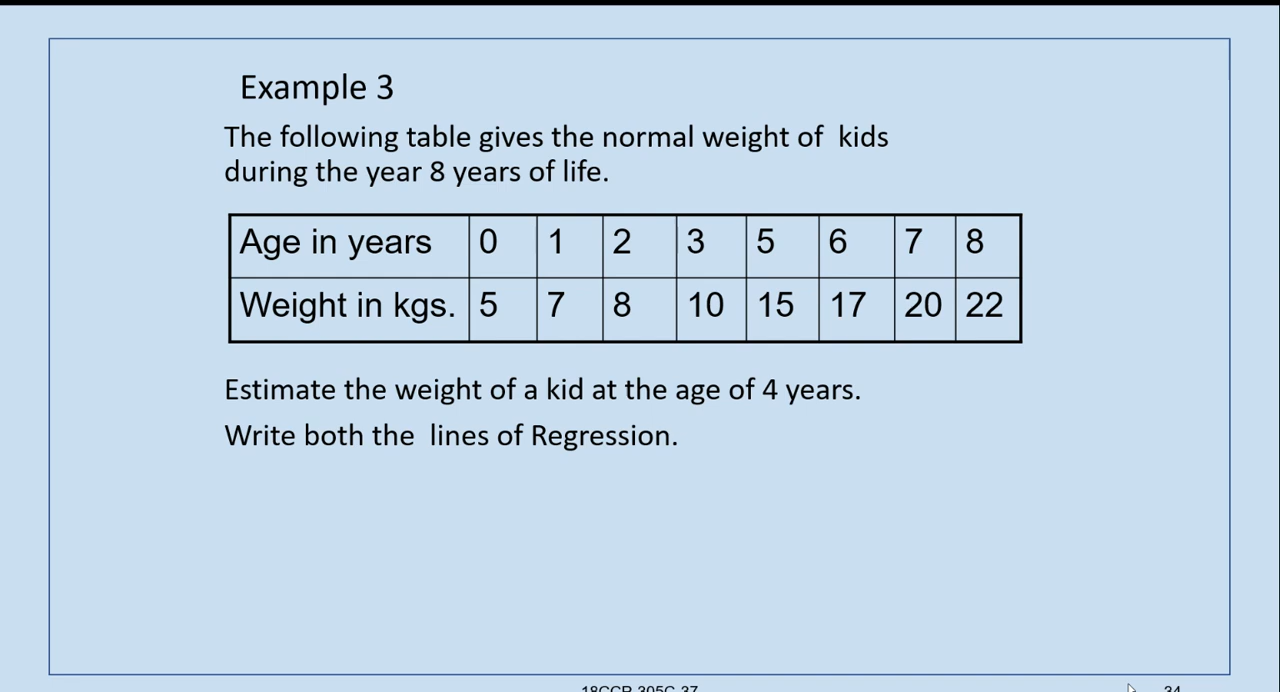 Example 3
The following table gives the normal weight of kids
during the year 8 years of life.
Age in years 0 1 2 3 5 6 7 8
Weight in kgs. 5 7 8 10 15 17 20 22
Estimate the weight of a kid at the age of 4 years.
Write both the lines of Regression.
34